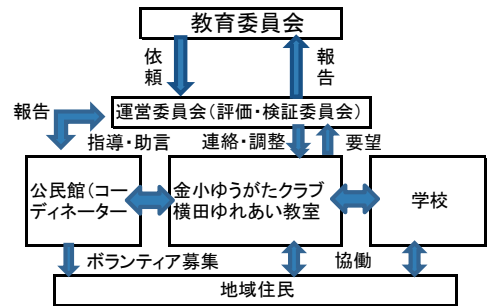 教育委員会
依頼
報告
運営委員会（評価・検証委員会）
報告
指導・助言
連絡・調整
要望
公民館（コー
ディネーター
金小ゆうがたクラブ
横田ゆれあい教室
学校
ボランティア募集
協働
地域住民